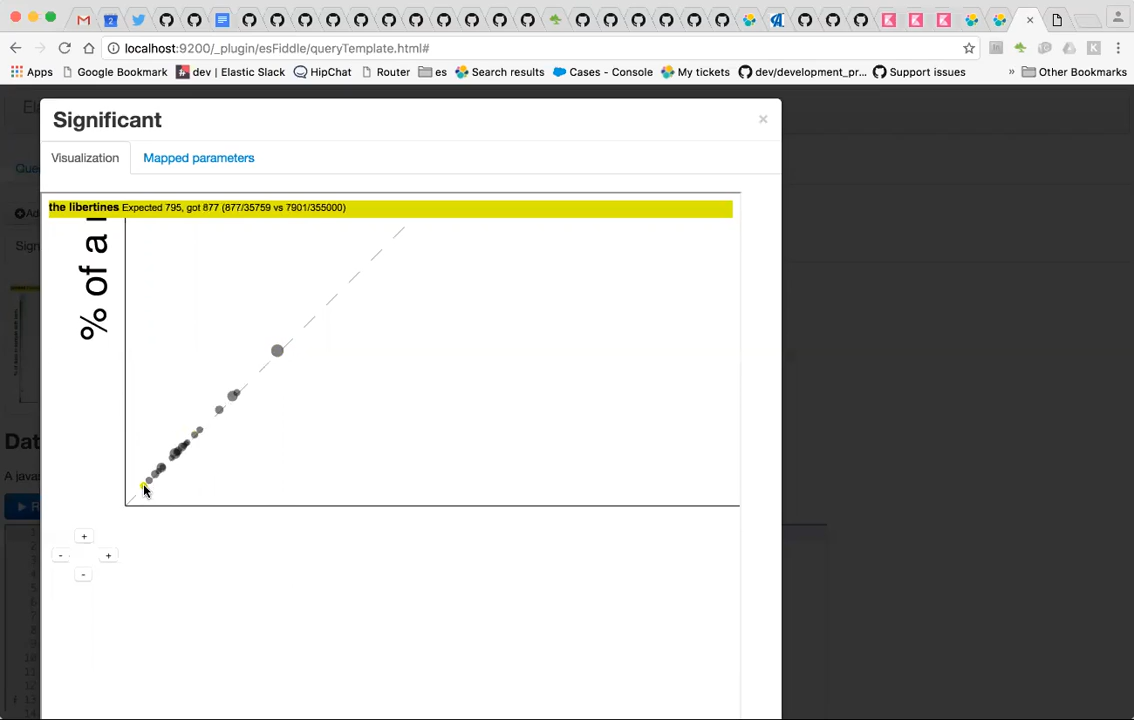 localhost:9200/_plugin/esFiddle/queryTemplate.html#
Apps Google Bookmark dev | Elastic Slack HipChat Router es Search results Cases - Console My tickets dev/development_pr... Support issues » Other Bookmarks
Significant ×
Visualization Mapped parameters
the libertines Expected 795, got 877 (877/35759 vs 7901/355000)
% of a
+
- +
-
Dat
A javas